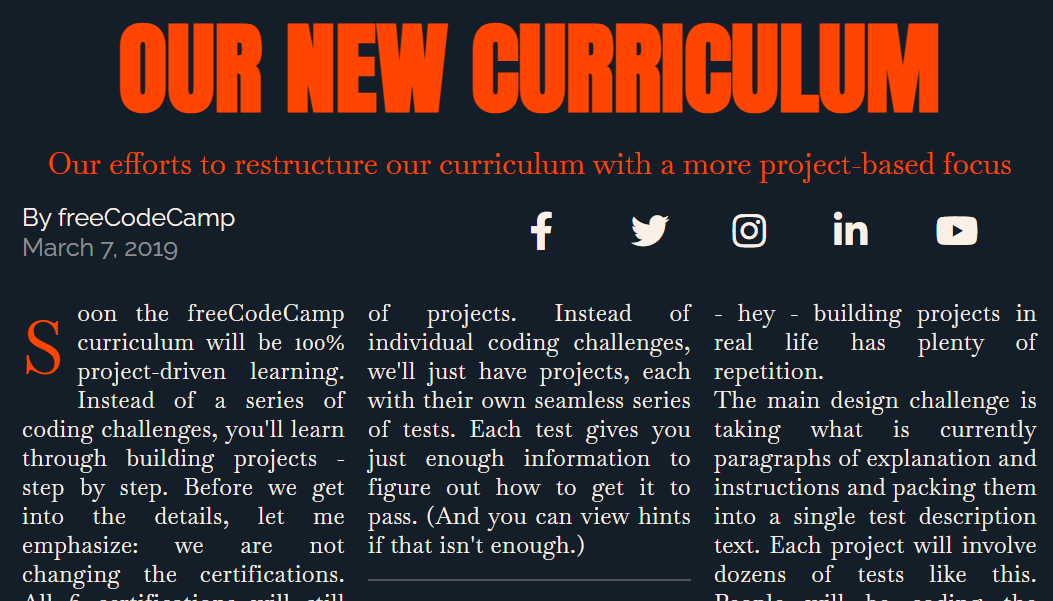 OUR NEW CURRICULUM
Our efforts to restructure our curriculum with a more project-based focus
By freeCodeCamp
March 7, 2019
Soon the freeCodeCamp
curriculum will be 100%
project-driven learning.
Instead of a series of
coding challenges, you'll learn
through building projects -
step by step. Before we get
into the details, let me
emphasize: we are not
changing the certifications.
All 6 certifications will still
of projects. Instead of
individual coding challenges,
we'll just have projects, each
with their own seamless series
of tests. Each test gives you
just enough information to
figure out how to get it to
pass. (And you can view hints
if that isn't enough.)
- hey - building projects in
real life has plenty of
repetition.
The main design challenge is
taking what is currently
paragraphs of explanation and
instructions and packing them
into a single test description
text. Each project will involve
dozens of tests like this.
People will be coding the